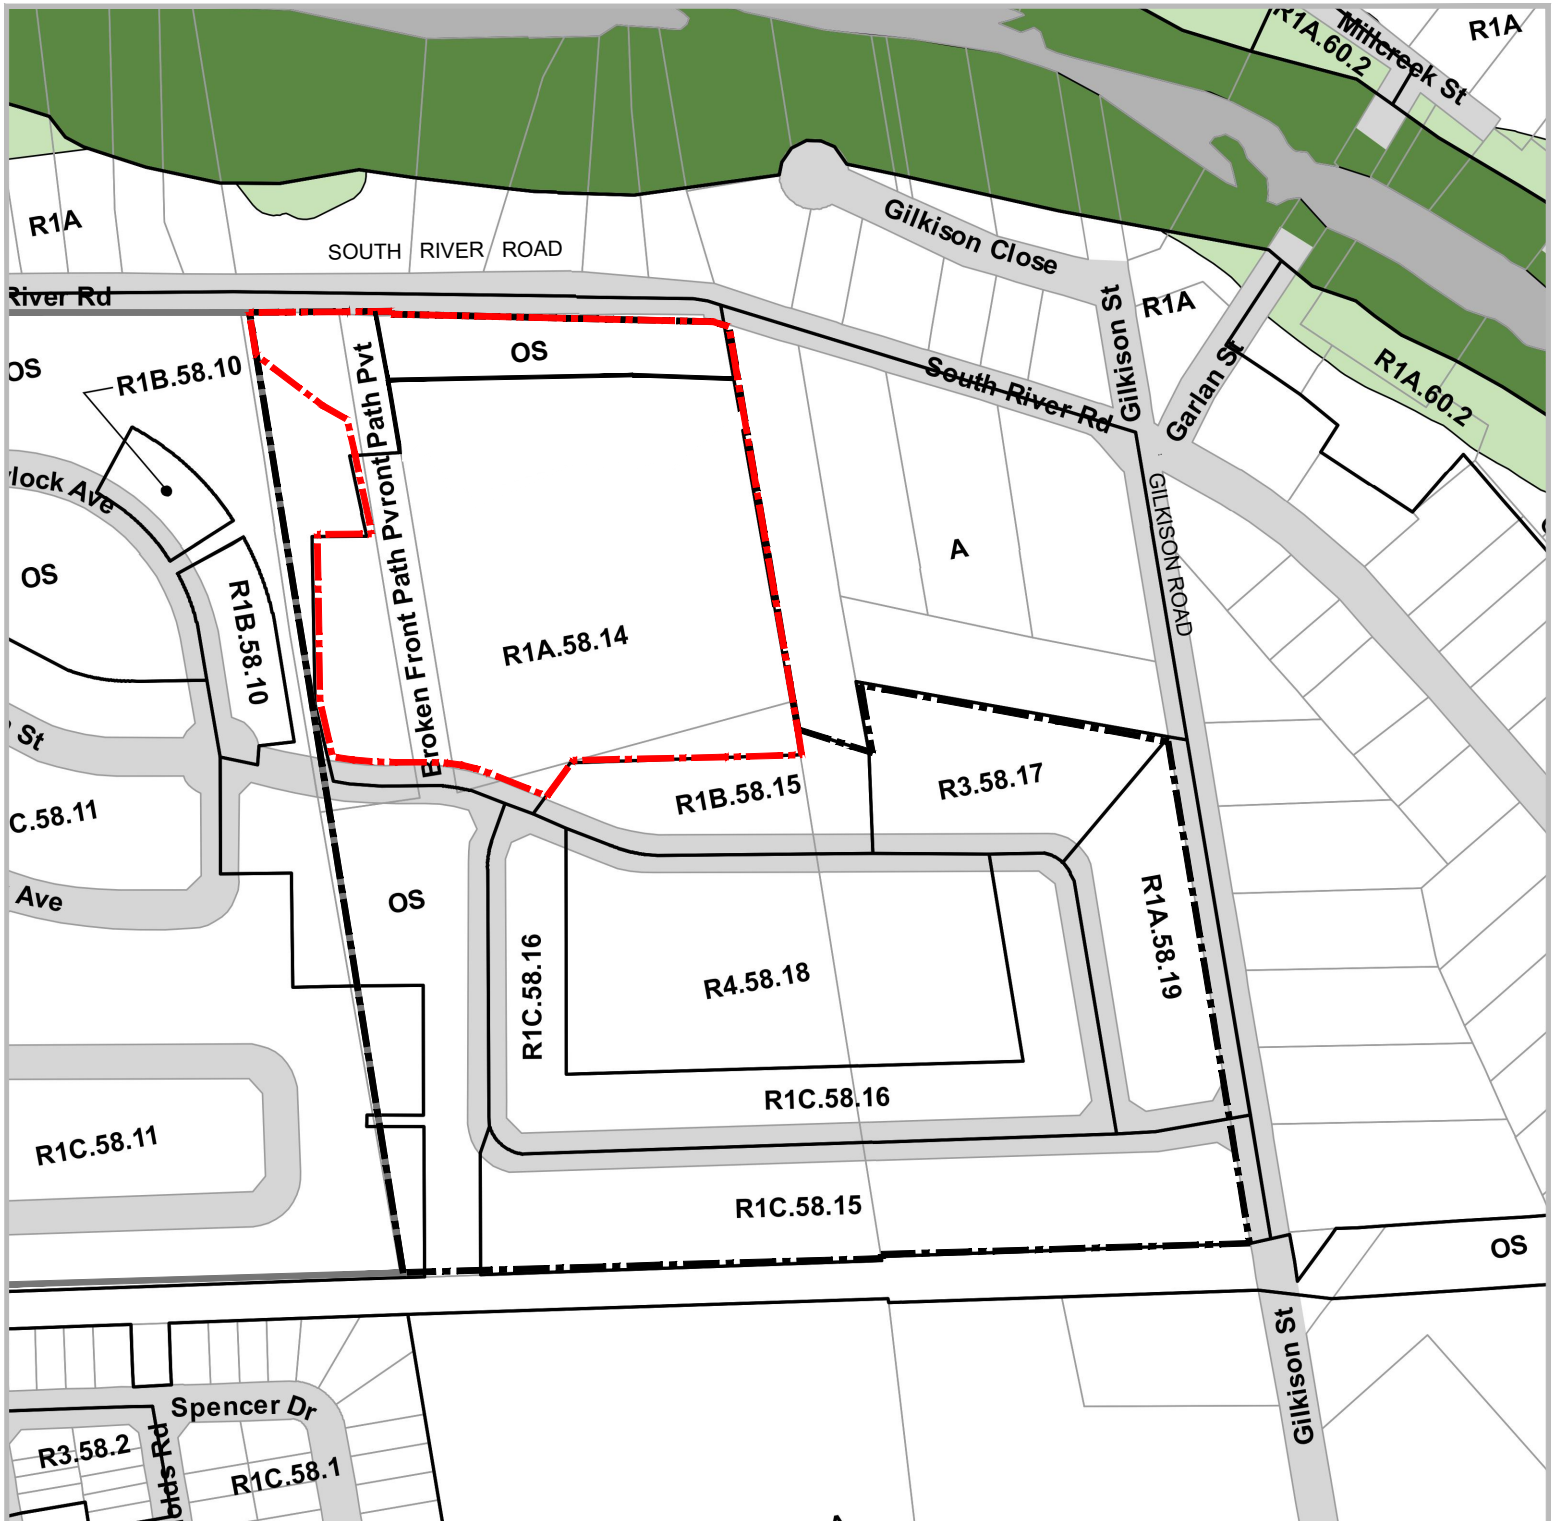 R1A
R1A.60.2
Millcreek St
R1A
SOUTH RIVER ROAD
Gilkison Close
River Rd
Gilkison St
R1A
OS
R1B.58.10
OS
Path Pvt
South River Rd
Garlan St
R1A.60.2
lock Ave
GILKISON ROAD
OS
R1B.58.10
Broken Front Path Pvront
A
R1A.58.14
St
R1B.58.15
R3.58.17
C.58.11
Ave
OS
R1C.58.16
R4.58.18
R1A.58.19
R1C.58.16
R1C.58.11
R1C.58.15
OS
Gilkison St
Spencer Dr
R3.58.2
olds Rd
R1C.58.1